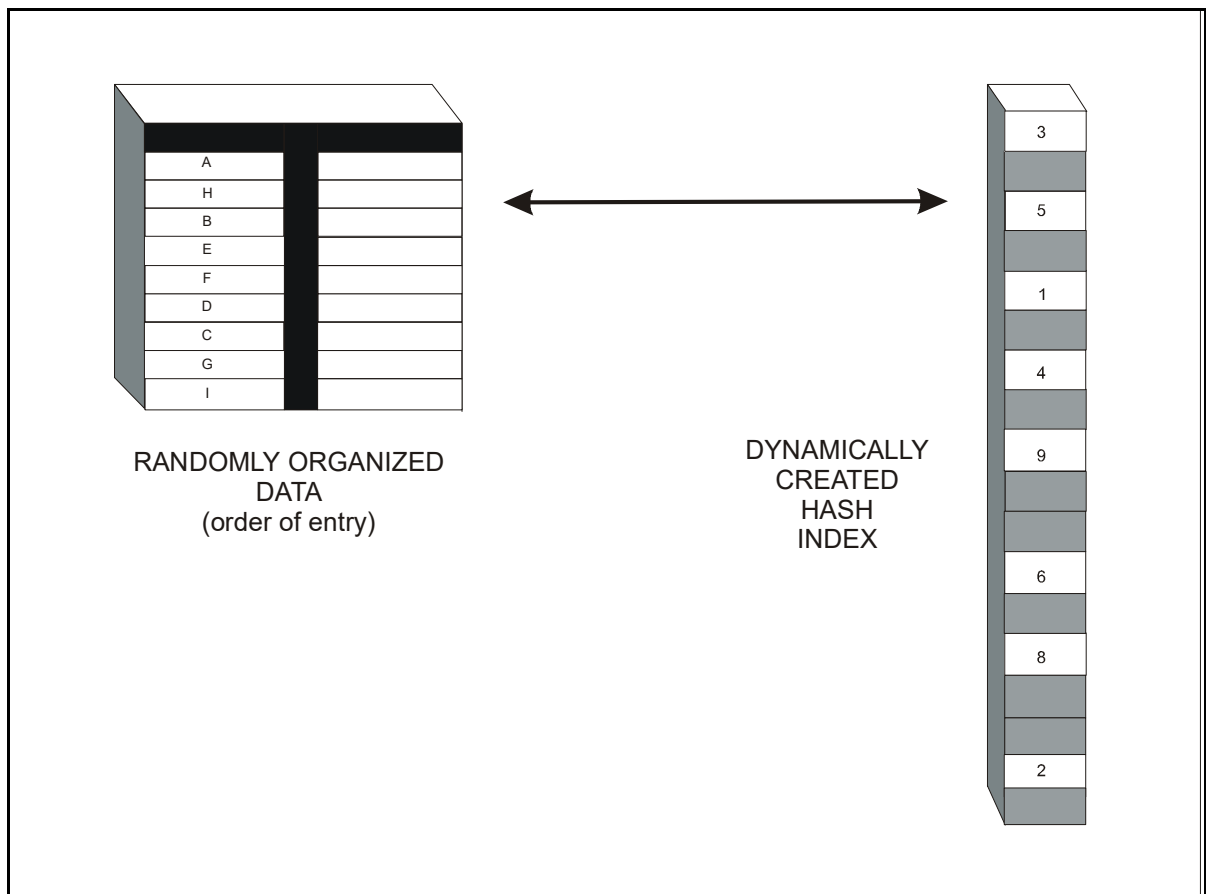 A
H
B
E
F
D
C
G
I
RANDOMLY ORGANIZED
DATA
(order of entry)
DYNAMICALLY
CREATED
HASH
INDEX
3
5
1
4
9
6
8
2